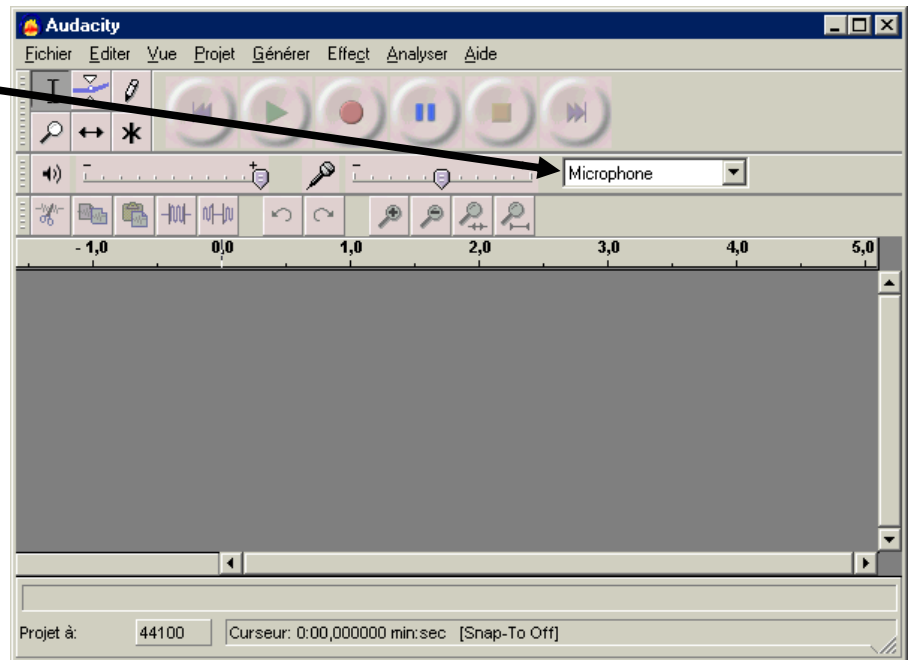 Audacity
Fichier Editer Vue Projet Générer Effect Analyser Aide
Microphone
- 1,0 0,0 1,0 2,0 3,0 4,0 5,0
Projet à: 44100 Curseur: 0:00,000000 min:sec [Snap-To Off]